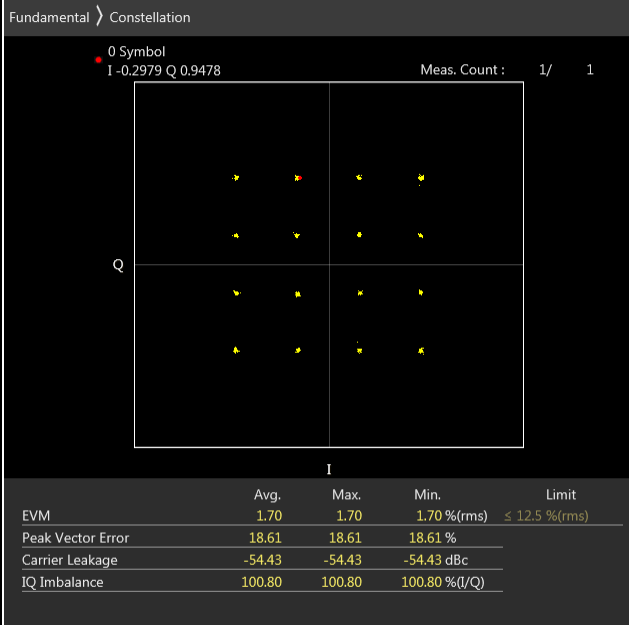 Fundamental 〉 Constellation
0 Symbol
I -0.2979 Q 0.9478 Meas. Count : 1/ 1
Q
I
Avg. Max. Min. Limit
EVM 1.70 1.70 1.70 %(rms) ≤ 12.5 %(rms)
Peak Vector Error 18.61 18.61 18.61 %
Carrier Leakage -54.43 -54.43 -54.43 dBc
IQ Imbalance 100.80 100.80 100.80 %(I/Q)